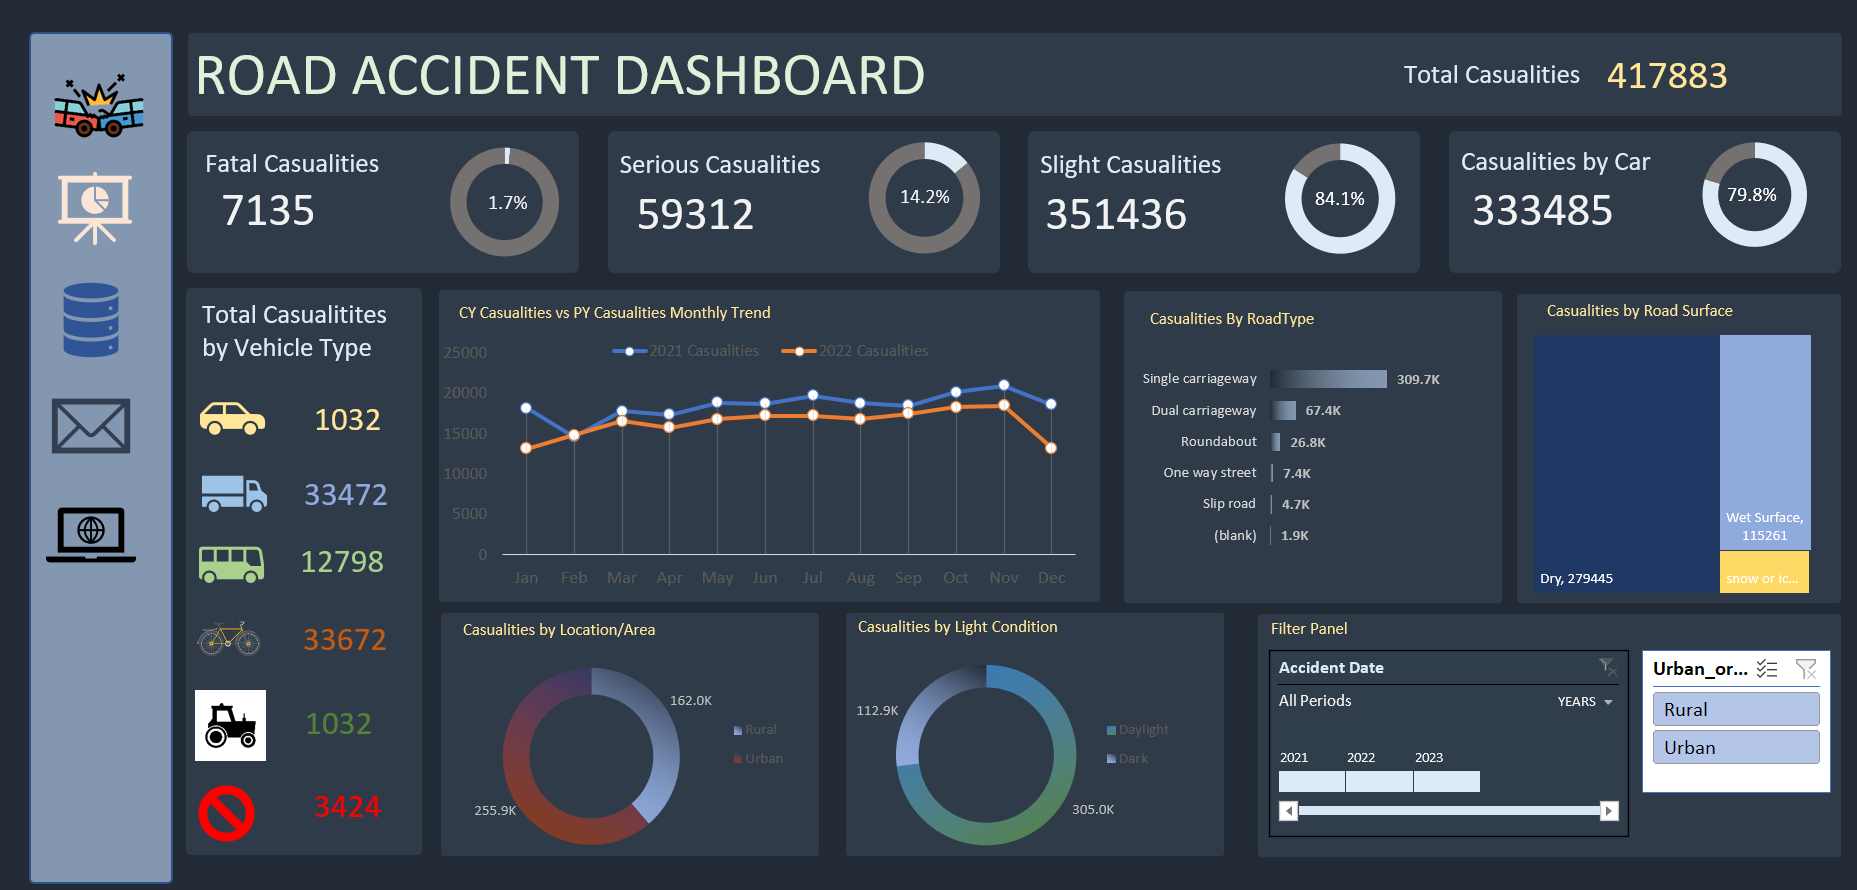 ROAD ACCIDENT DASHBOARD
Total Casualities 417883
Fatal Casualities
7135
1.7%
Serious Casualities
59312
14.2%
Slight Casualities
351436
84.1%
Casualities by Car
333485
79.8%
Total Casualitites
by Vehicle Type
1032
33472
12798
33672
1032
3424
CY Casualities vs PY Casualities Monthly Trend
2021 Casualities 2022 Casualities
25000
20000
15000
10000
5000
0
Jan Feb Mar Apr May Jun Jul Aug Sep Oct Nov Dec
Casualities By RoadType
Single carriageway 309.7K
Dual carriageway 67.4K
Roundabout 26.8K
One way street 7.4K
Slip road 4.7K
(blank) 1.9K
Casualities by Road Surface
Wet Surface,
115261
Dry, 279445
snow or ic...
Casualities by Location/Area
162.0K
Rural
Urban
255.9K
Casualities by Light Condition
112.9K
Daylight
Dark
305.0K
Filter Panel
Accident Date
All Periods YEARS
2021 2022 2023
Urban_or...
Rural
Urban